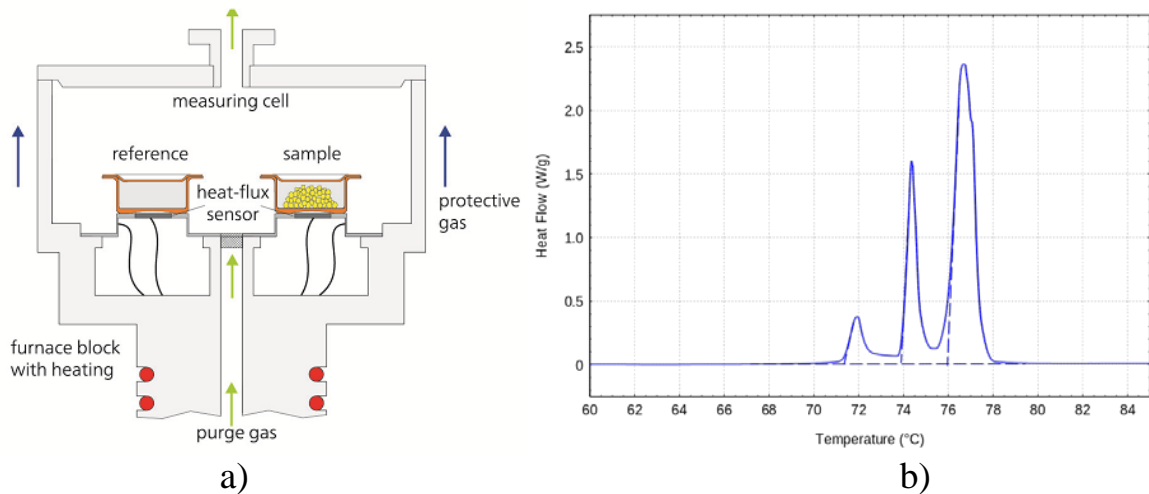 measuring cell
reference
sample
heat-flux
sensor
protective
gas
furnace block
with heating
purge gas
a)
2.5
2.0
1.5
1.0
0.5
0
Heat Flow (W/g)
60 62 64 66 68 70 72 74 76 78 80 82 84
Temperature (°C)
b)